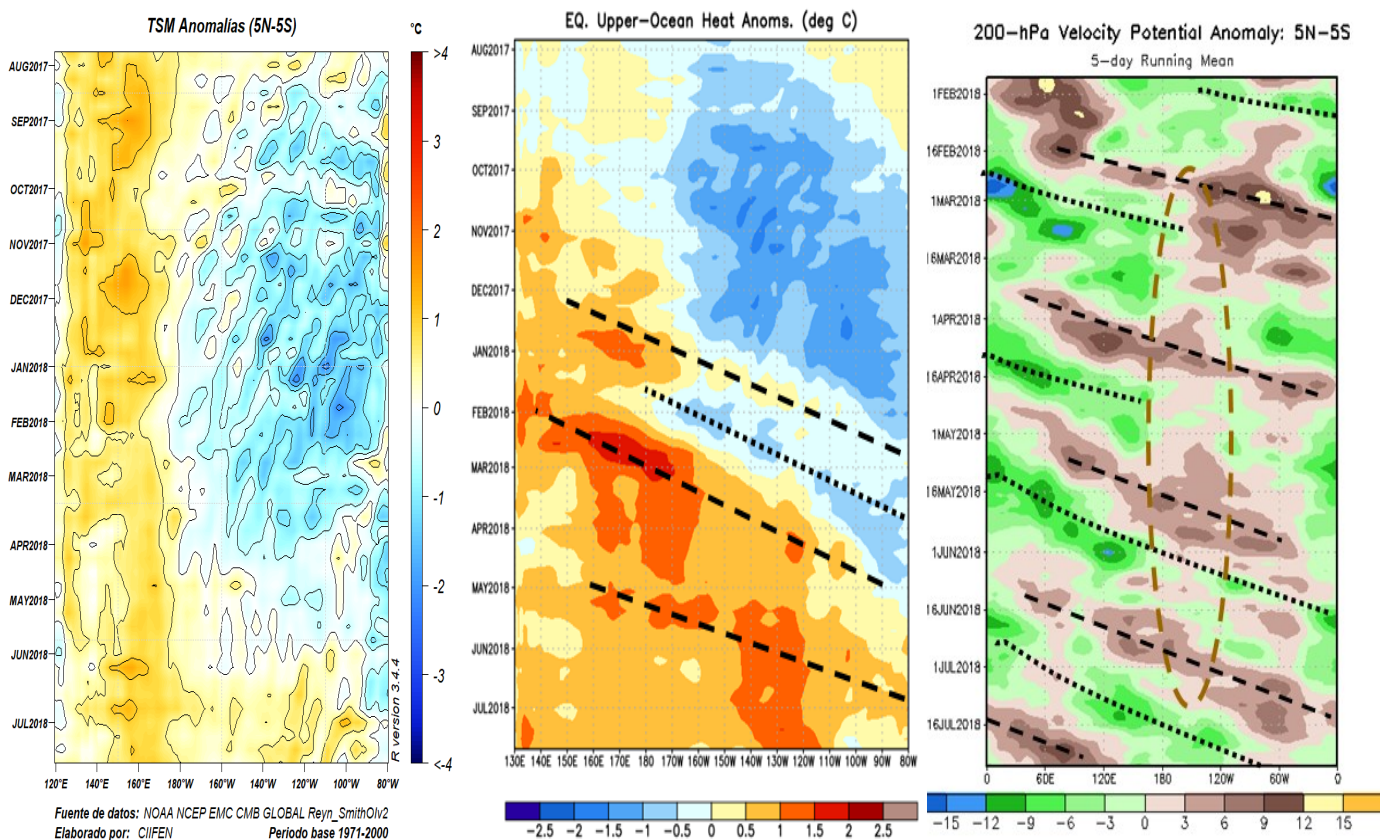 TSM Anomalías (5N-5S)
°C
AUG2017
SEP2017
OCT2017
NOV2017
DEC2017
JAN2018
FEB2018
MAR2018
APR2018
MAY2018
JUN2018
JUL2018
120°E 140°E 160°E 180°W 160°W 140°W 120°W 100°W 80°W
>4
3
2
1
0
-1
-2
-3
<-4
R version 3.4.4
Fuente de datos: NOAA NCEP EMC CMB GLOBAL Reyn_SmithOIv2
Elaborado por: CIIFEN Periodo base 1971-2000
EQ. Upper-Ocean Heat Anoms. (deg C)
AUG2017
SEP2017
OCT2017
NOV2017
DEC2017
JAN2018
FEB2018
MAR2018
APR2018
MAY2018
JUN2018
JUL2018
130E 140E 150E 160E 170E 180 170W 160W 150W 140W 130W 120W 110W 100W 90W 80W
-2.5 -2 -1.5 -1 -0.5 0 0.5 1 1.5 2 2.5
200-hPa Velocity Potential Anomaly: 5N-5S
5-day Running Mean
1FEB2018
16FEB2018
1MAR2018
16MAR2018
1APR2018
16APR2018
1MAY2018
16MAY2018
1JUN2018
16JUN2018
1JUL2018
16JUL2018
0 60E 120E 180 120W 60W 0
-15 -12 -9 -6 -3 0 3 6 9 12 15